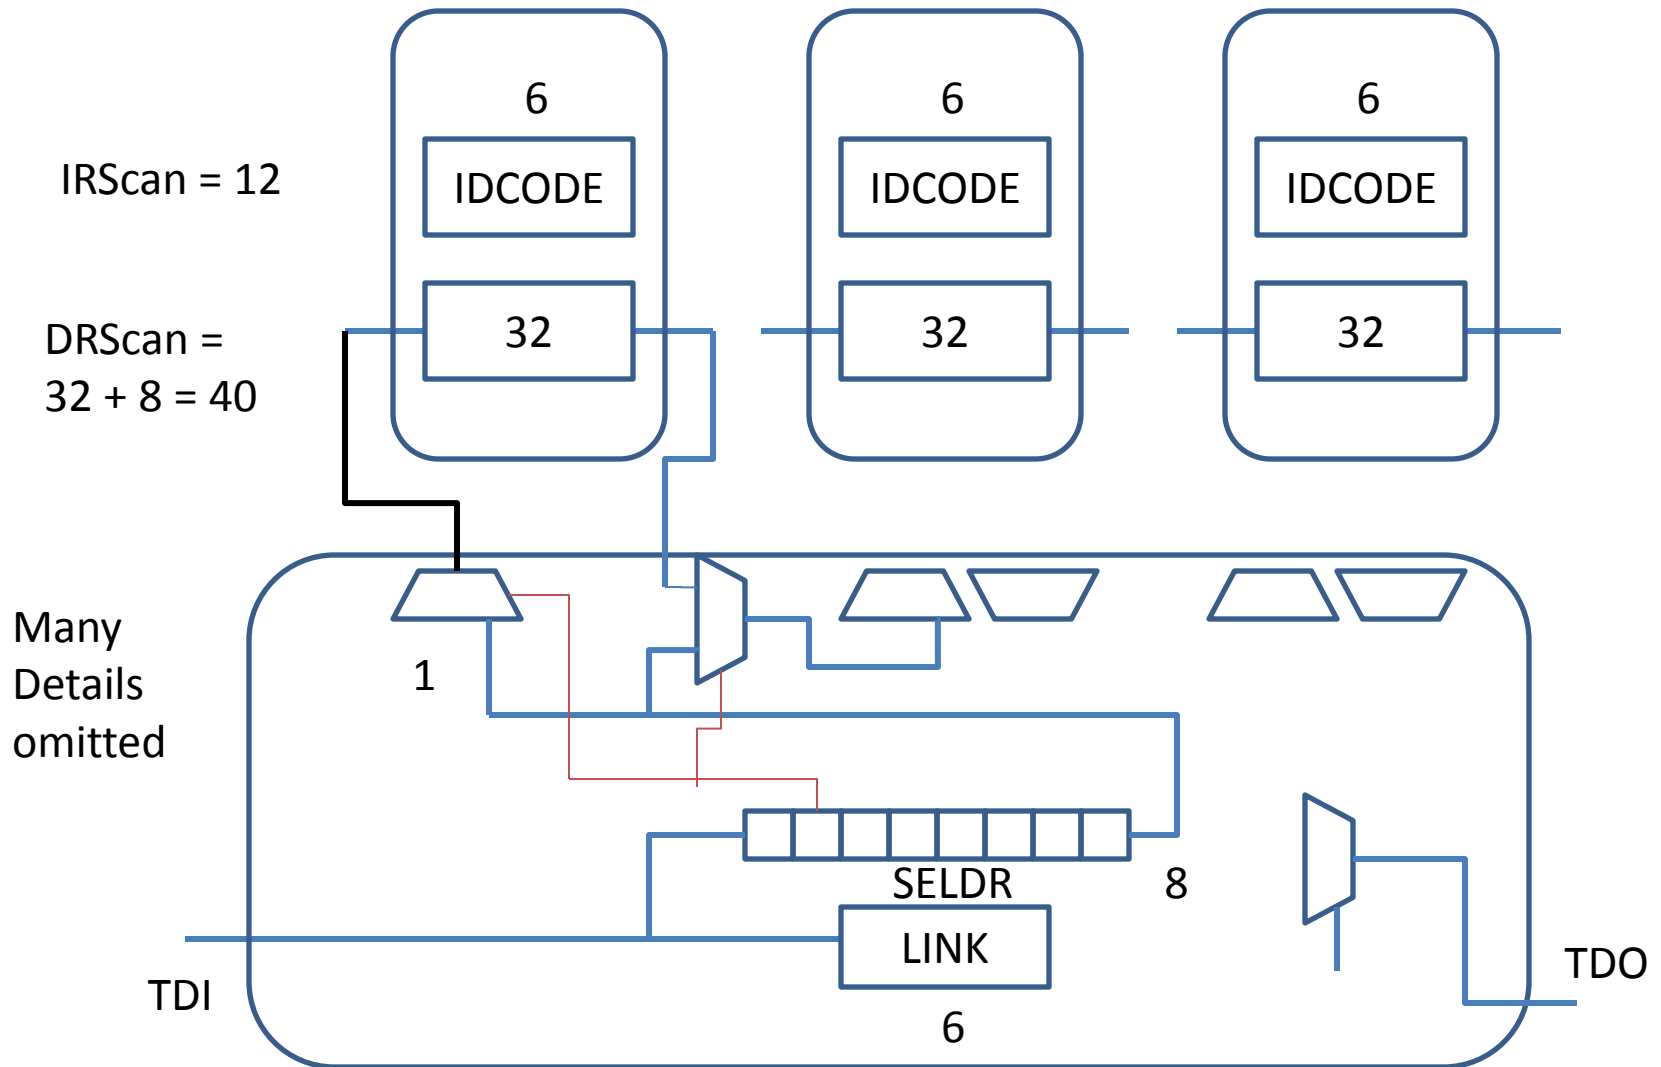 6
6
6
IRScan = 12
IDCODE
IDCODE
IDCODE
DRScan =
32 + 8 = 40
32
32
32
Many
Details
omitted
1
SELDR
8
LINK
TDI
TDO
6